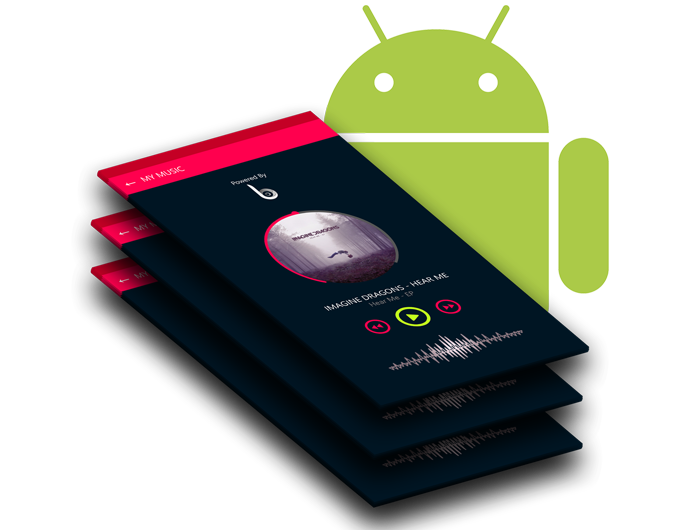 ← MY MUSIC
Powered By
b
IMAGINE DRAGONS
IMAGINE DRAGONS - HEAR ME
Hear Me - EP
← MY
← MY